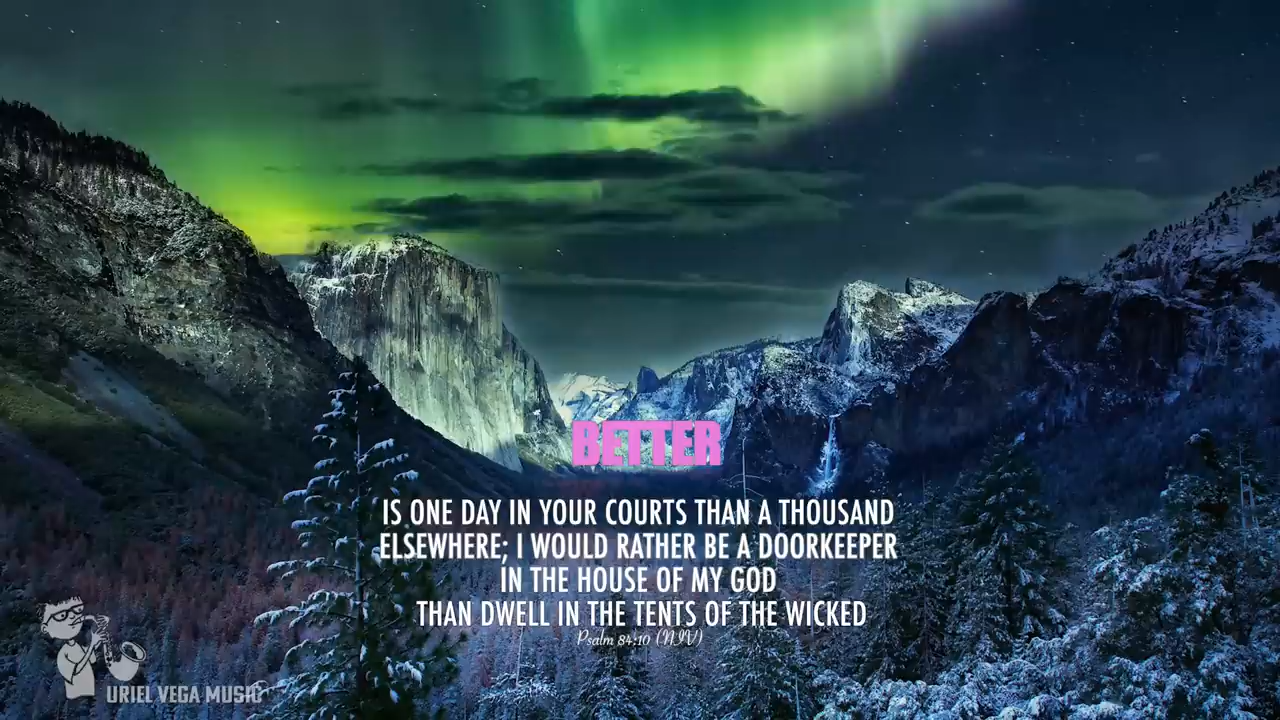 BETTER
IS ONE DAY IN YOUR COURTS THAN A THOUSAND
ELSEWHERE; I WOULD RATHER BE A DOORKEEPER
IN THE HOUSE OF MY GOD
THAN DWELL IN THE TENTS OF THE WICKED
Psalm 84:10 (NIV)
URIEL VEGA MUSIC